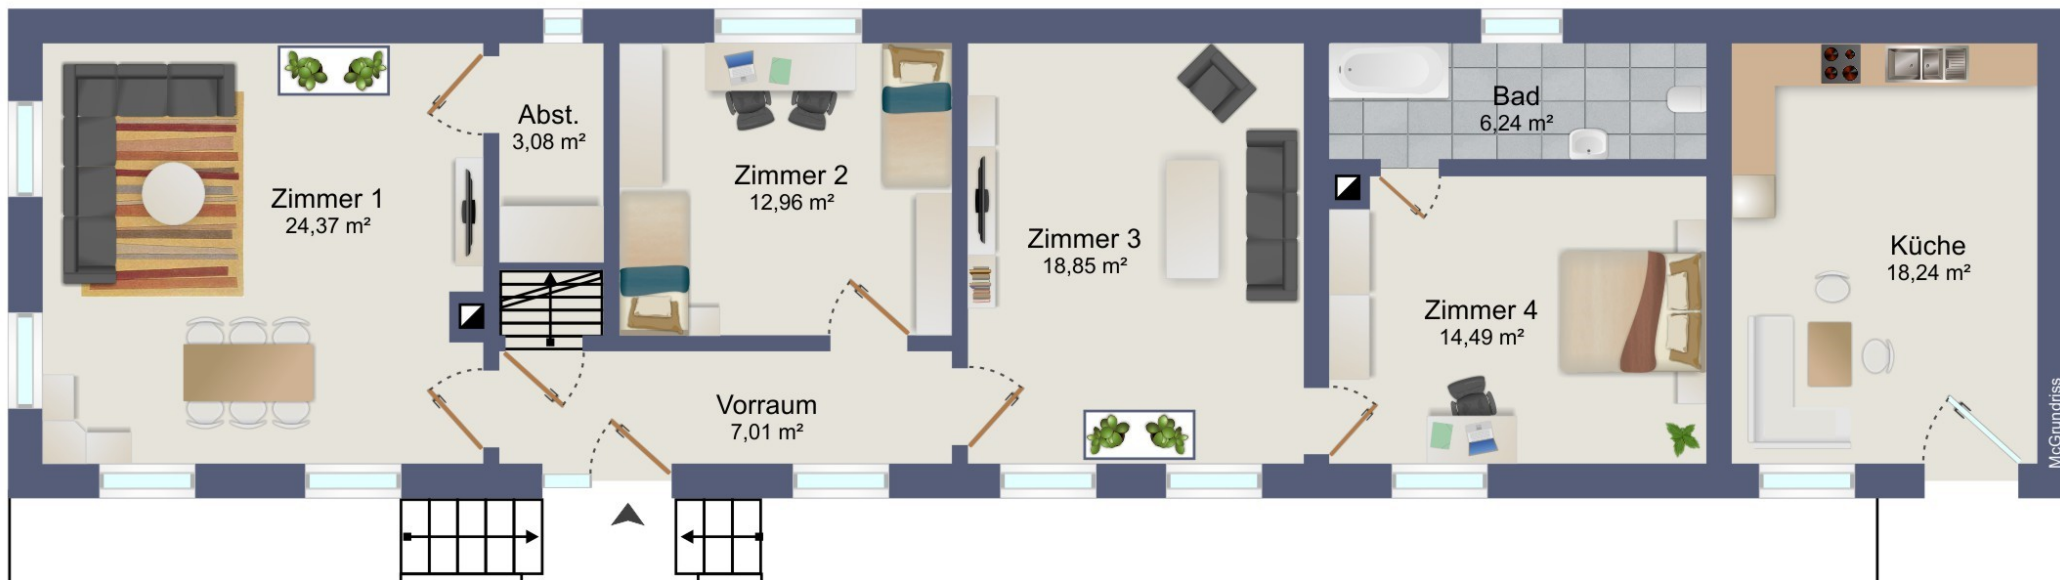 Zimmer 1
24,37 m²
Abst.
3,08 m²
Zimmer 2
12,96 m²
Vorraum
7,01 m²
Zimmer 3
18,85 m²
Bad
6,24 m²
Zimmer 4
14,49 m²
Küche
18,24 m²
McGrundriss